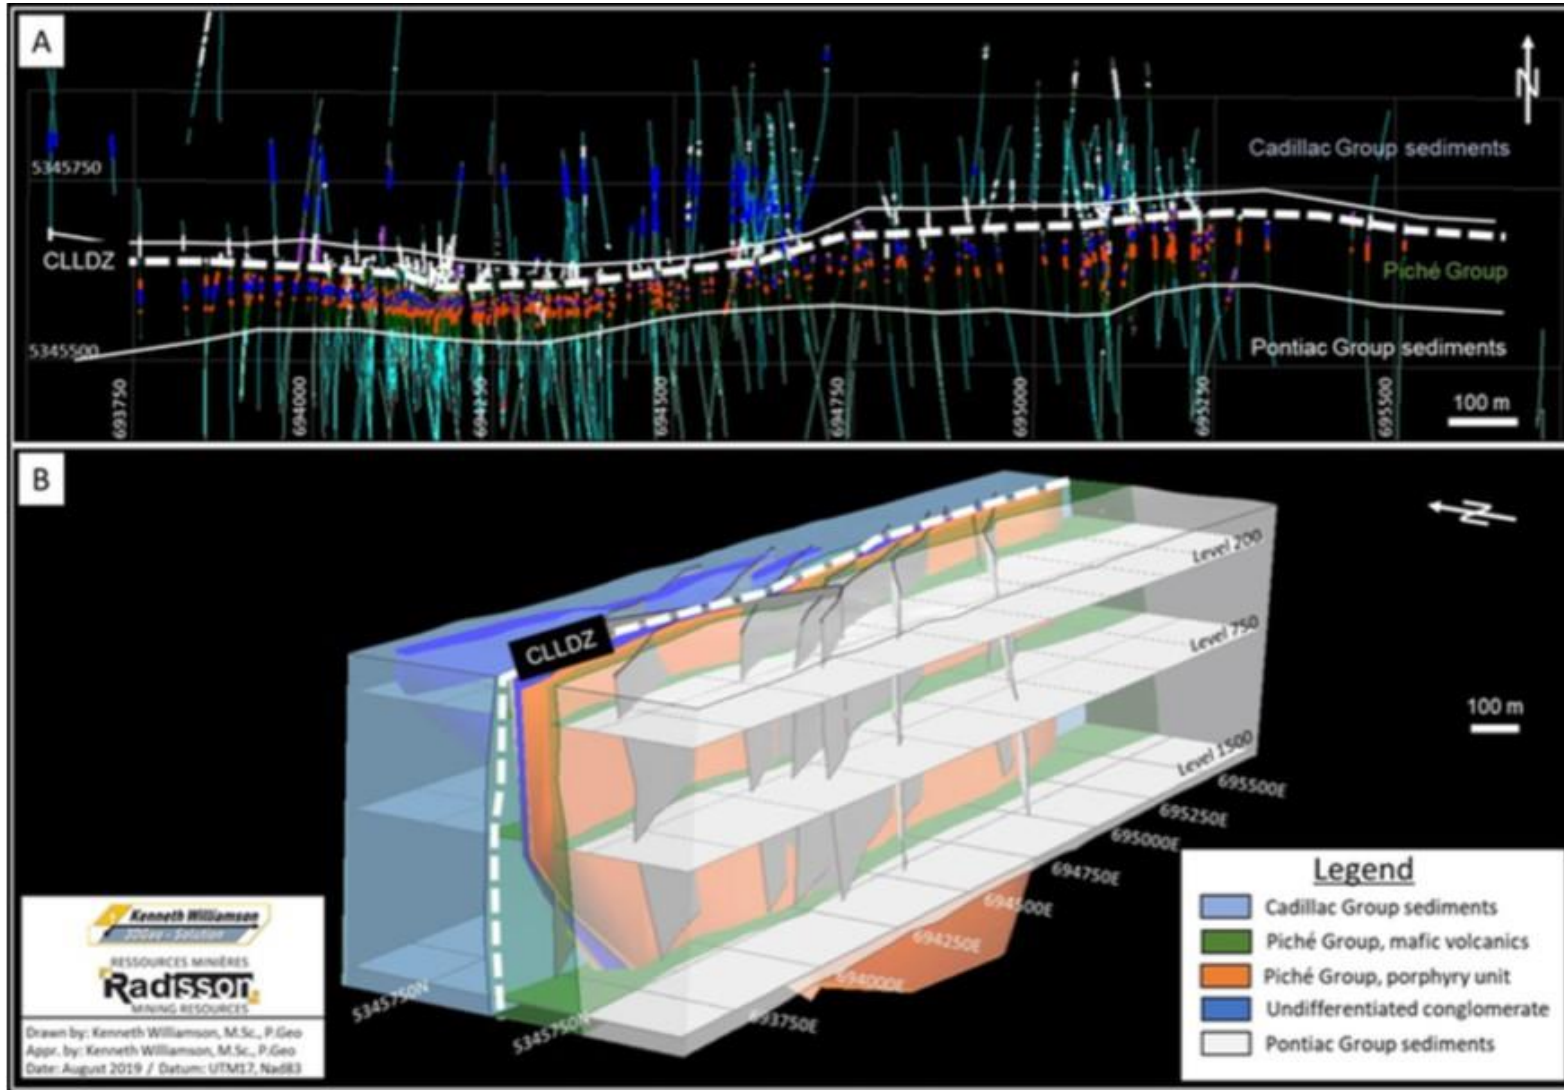 A
N
Cadillac Group sediments
5345750
CLLDZ
Piché Group
5345500
Pontiac Group sediments
693750
694000
694250
694500
694750
695000
695250
695500
100 m
B
N
Level 200
CLLDZ
Level 750
100 m
Level 1500
695500E
695250E
695000E
694750E
694500E
694250E
694000E
693750E
5345750N
5345750N
Legend
Cadillac Group sediments
Piché Group, mafic volcanics
Piché Group, porphyry unit
Undifferentiated conglomerate
Pontiac Group sediments
Kenneth Williamson
3DGeo - Solution
RESSOURCES MINIÈRES
Radisson
MINING RESOURCES
Drawn by: Kenneth Williamson, M.Sc., P.Geo
Appr. by: Kenneth Williamson, M.Sc., P.Geo
Date: August 2019 / Datum: UTM17, Nad83